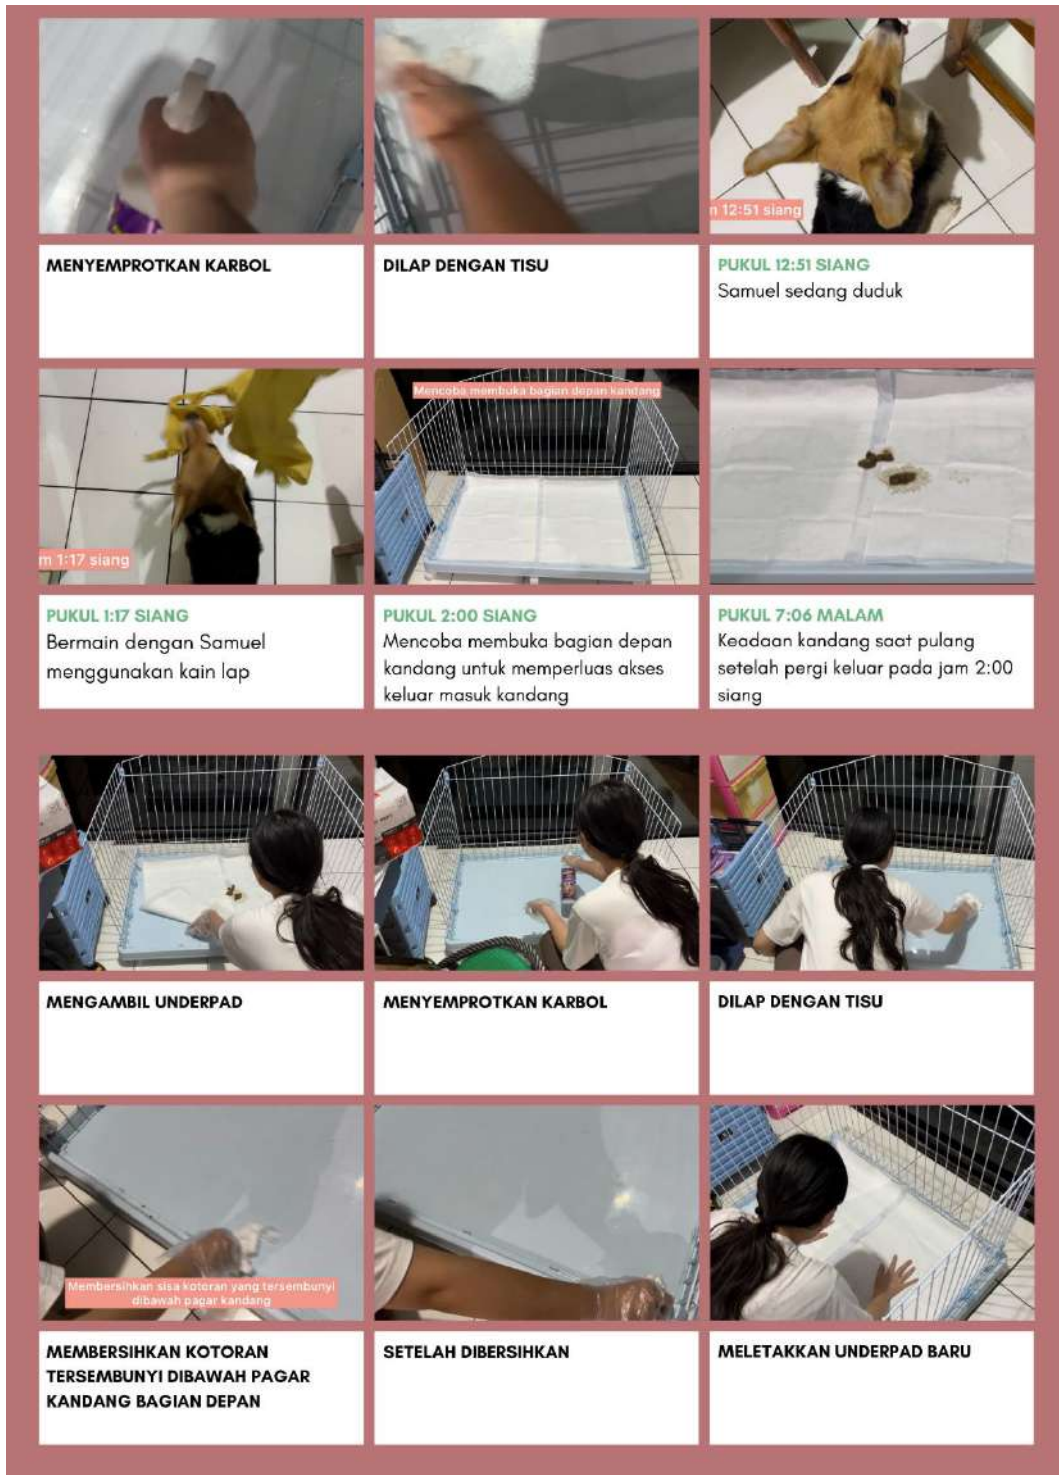 MENYEMPROTKAN KARBOL
DILAP DENGAN TISU
m 12:51 siang
PUKUL 12:51 SIANG
Samuel sedang duduk
m 1:17 siang
PUKUL 1:17 SIANG
Bermain dengan Samuel
menggunakan kain lap
Mencoba membuka bagian depan kandang
PUKUL 2:00 SIANG
Mencoba membuka bagian depan
kandang untuk memperluas akses
keluar masuk kandang
PUKUL 7:06 MALAM
Keadaan kandang saat pulang
setelah pergi keluar pada jam 2:00
siang
MENGAMBIL UNDERPAD
MENYEMPROTKAN KARBOL
DILAP DENGAN TISU
Membersihkan sisa kotoran yang tersembunyi
dibawah pagar kandang
MEMBERSIHKAN KOTORAN
TERSEMBUNYI DIBAWAH PAGAR
KANDANG BAGIAN DEPAN
SETELAH DIBERSIHKAN
MELETAKKAN UNDERPAD BARU